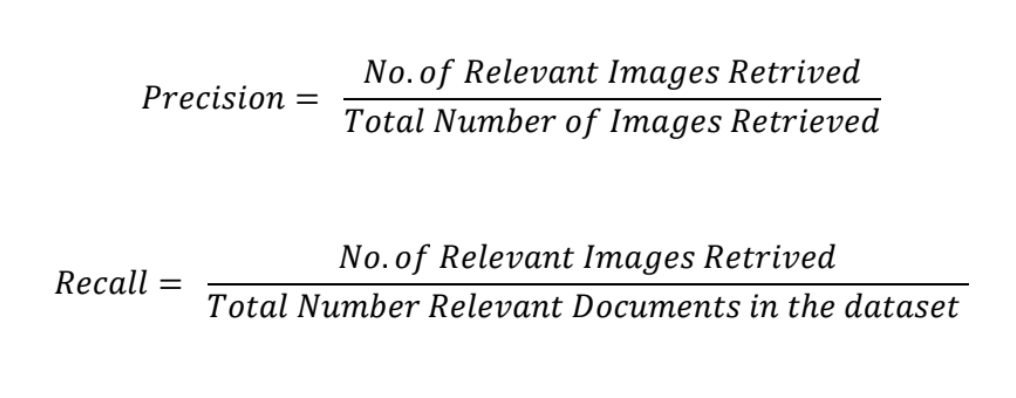 No. of Relevant Images Retrived
Precision =
Total Number of Images Retrieved
No. of Relevant Images Retrived
Recall =
Total Number Relevant Documents in the dataset